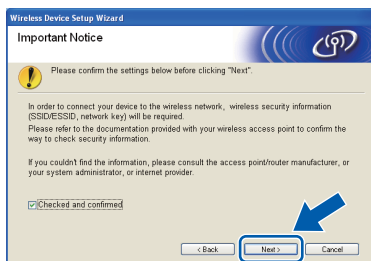 Wireless Device Setup Wizard
Important Notice
Please confirm the settings below before clicking "Next".
In order to connect your device to the wireless network, wireless security information
(SSID/ESSID, network key) will be required.
Please refer to the documentation provided with your wireless access point to confirm the
way to check security information.
If you couldn't find the information, please consult the access point/router manufacturer, or
your system administrator, or internet provider.
Checked and confirmed
< Back
Next >
Cancel